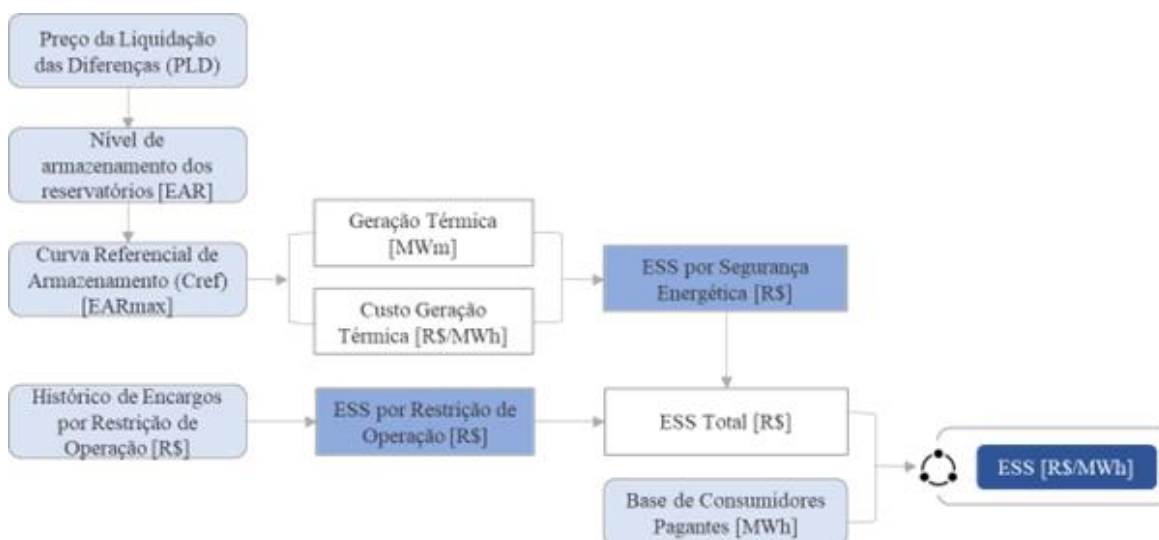 Preço da Liquidação
das Diferenças (PLD)
Nível de
armazenamento dos
reservatórios [EAR]
Curva Referencial de
Armazenamento (Cref)
[EARmax]
Geração Térmica
[MWm]
Custo Geração
Térmica [R$/MWh]
ESS por Segurança
Energética [R$]
Histórico de Encargos
por Restrição de
Operação [R$]
ESS por Restrição de
Operação [R$]
ESS Total [R$]
Base de Consumidores
Pagantes [MWh]
ESS [R$/MWh]